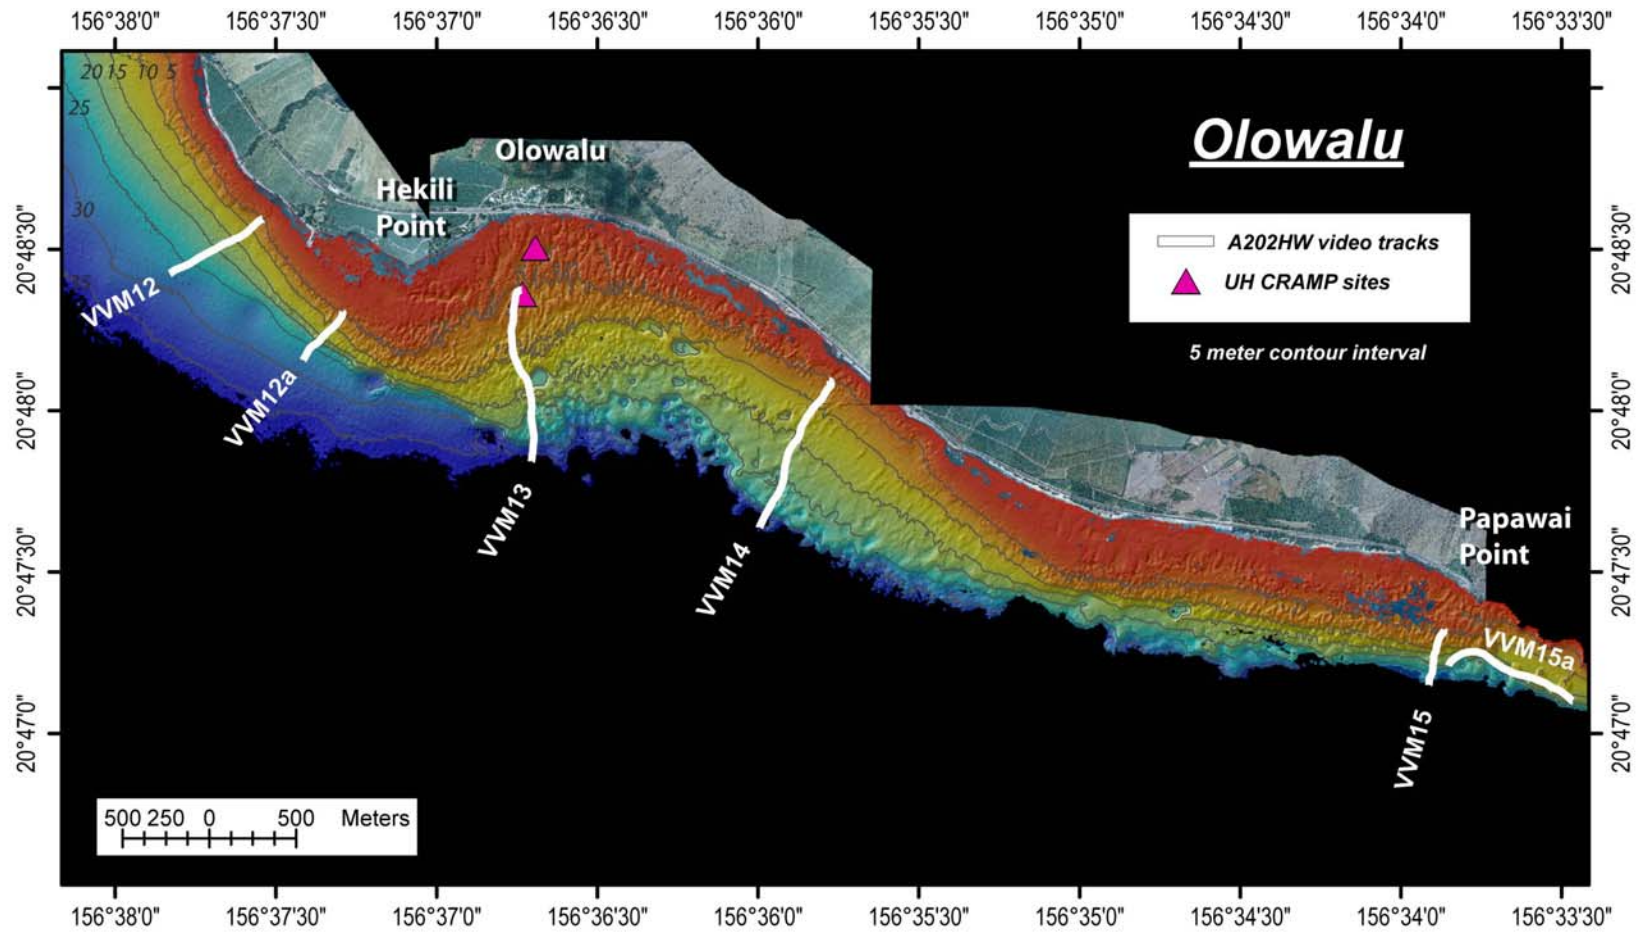 156°38'0" 156°37'30" 156°37'0" 156°36'30" 156°36'0" 156°35'30" 156°35'0" 156°34'30" 156°34'0" 156°33'30"
20 15 10 5
25
30
35
Olowalu
Olowalu
Hekili
Point
A202HW video tracks
UH CRAMP sites
5 meter contour interval
20°48'30"
20°48'30"
VVM12
VVM12a
20°48'0"
20°48'0"
VVM13
VVM14
Papawai
Point
20°47'30"
20°47'30"
VVM15a
VVM15
20°47'0"
20°47'0"
500 250 0 500 Meters
156°38'0" 156°37'30" 156°37'0" 156°36'30" 156°36'0" 156°35'30" 156°35'0" 156°34'30" 156°34'0" 156°33'30"